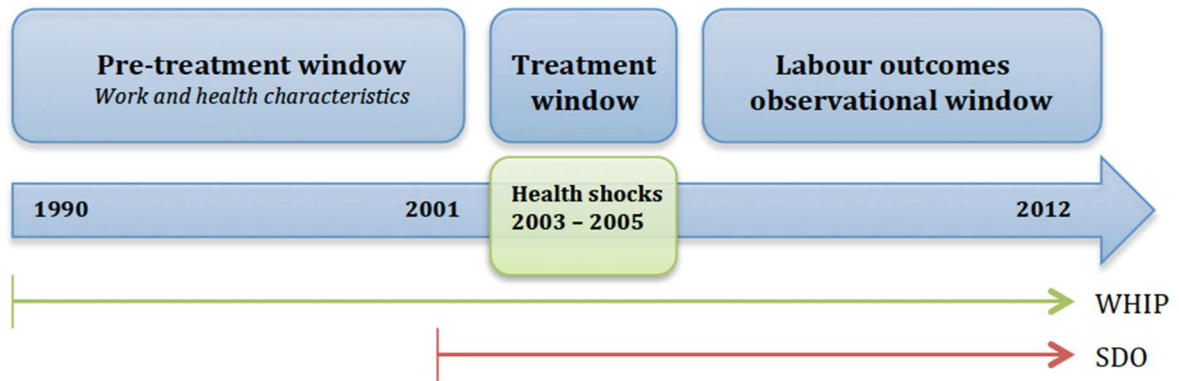 Pre-treatment window
Work and health characteristics
Treatment
window
Labour outcomes
observational window
1990
2001
Health shocks
2003 – 2005
2012
WHIP
SDO